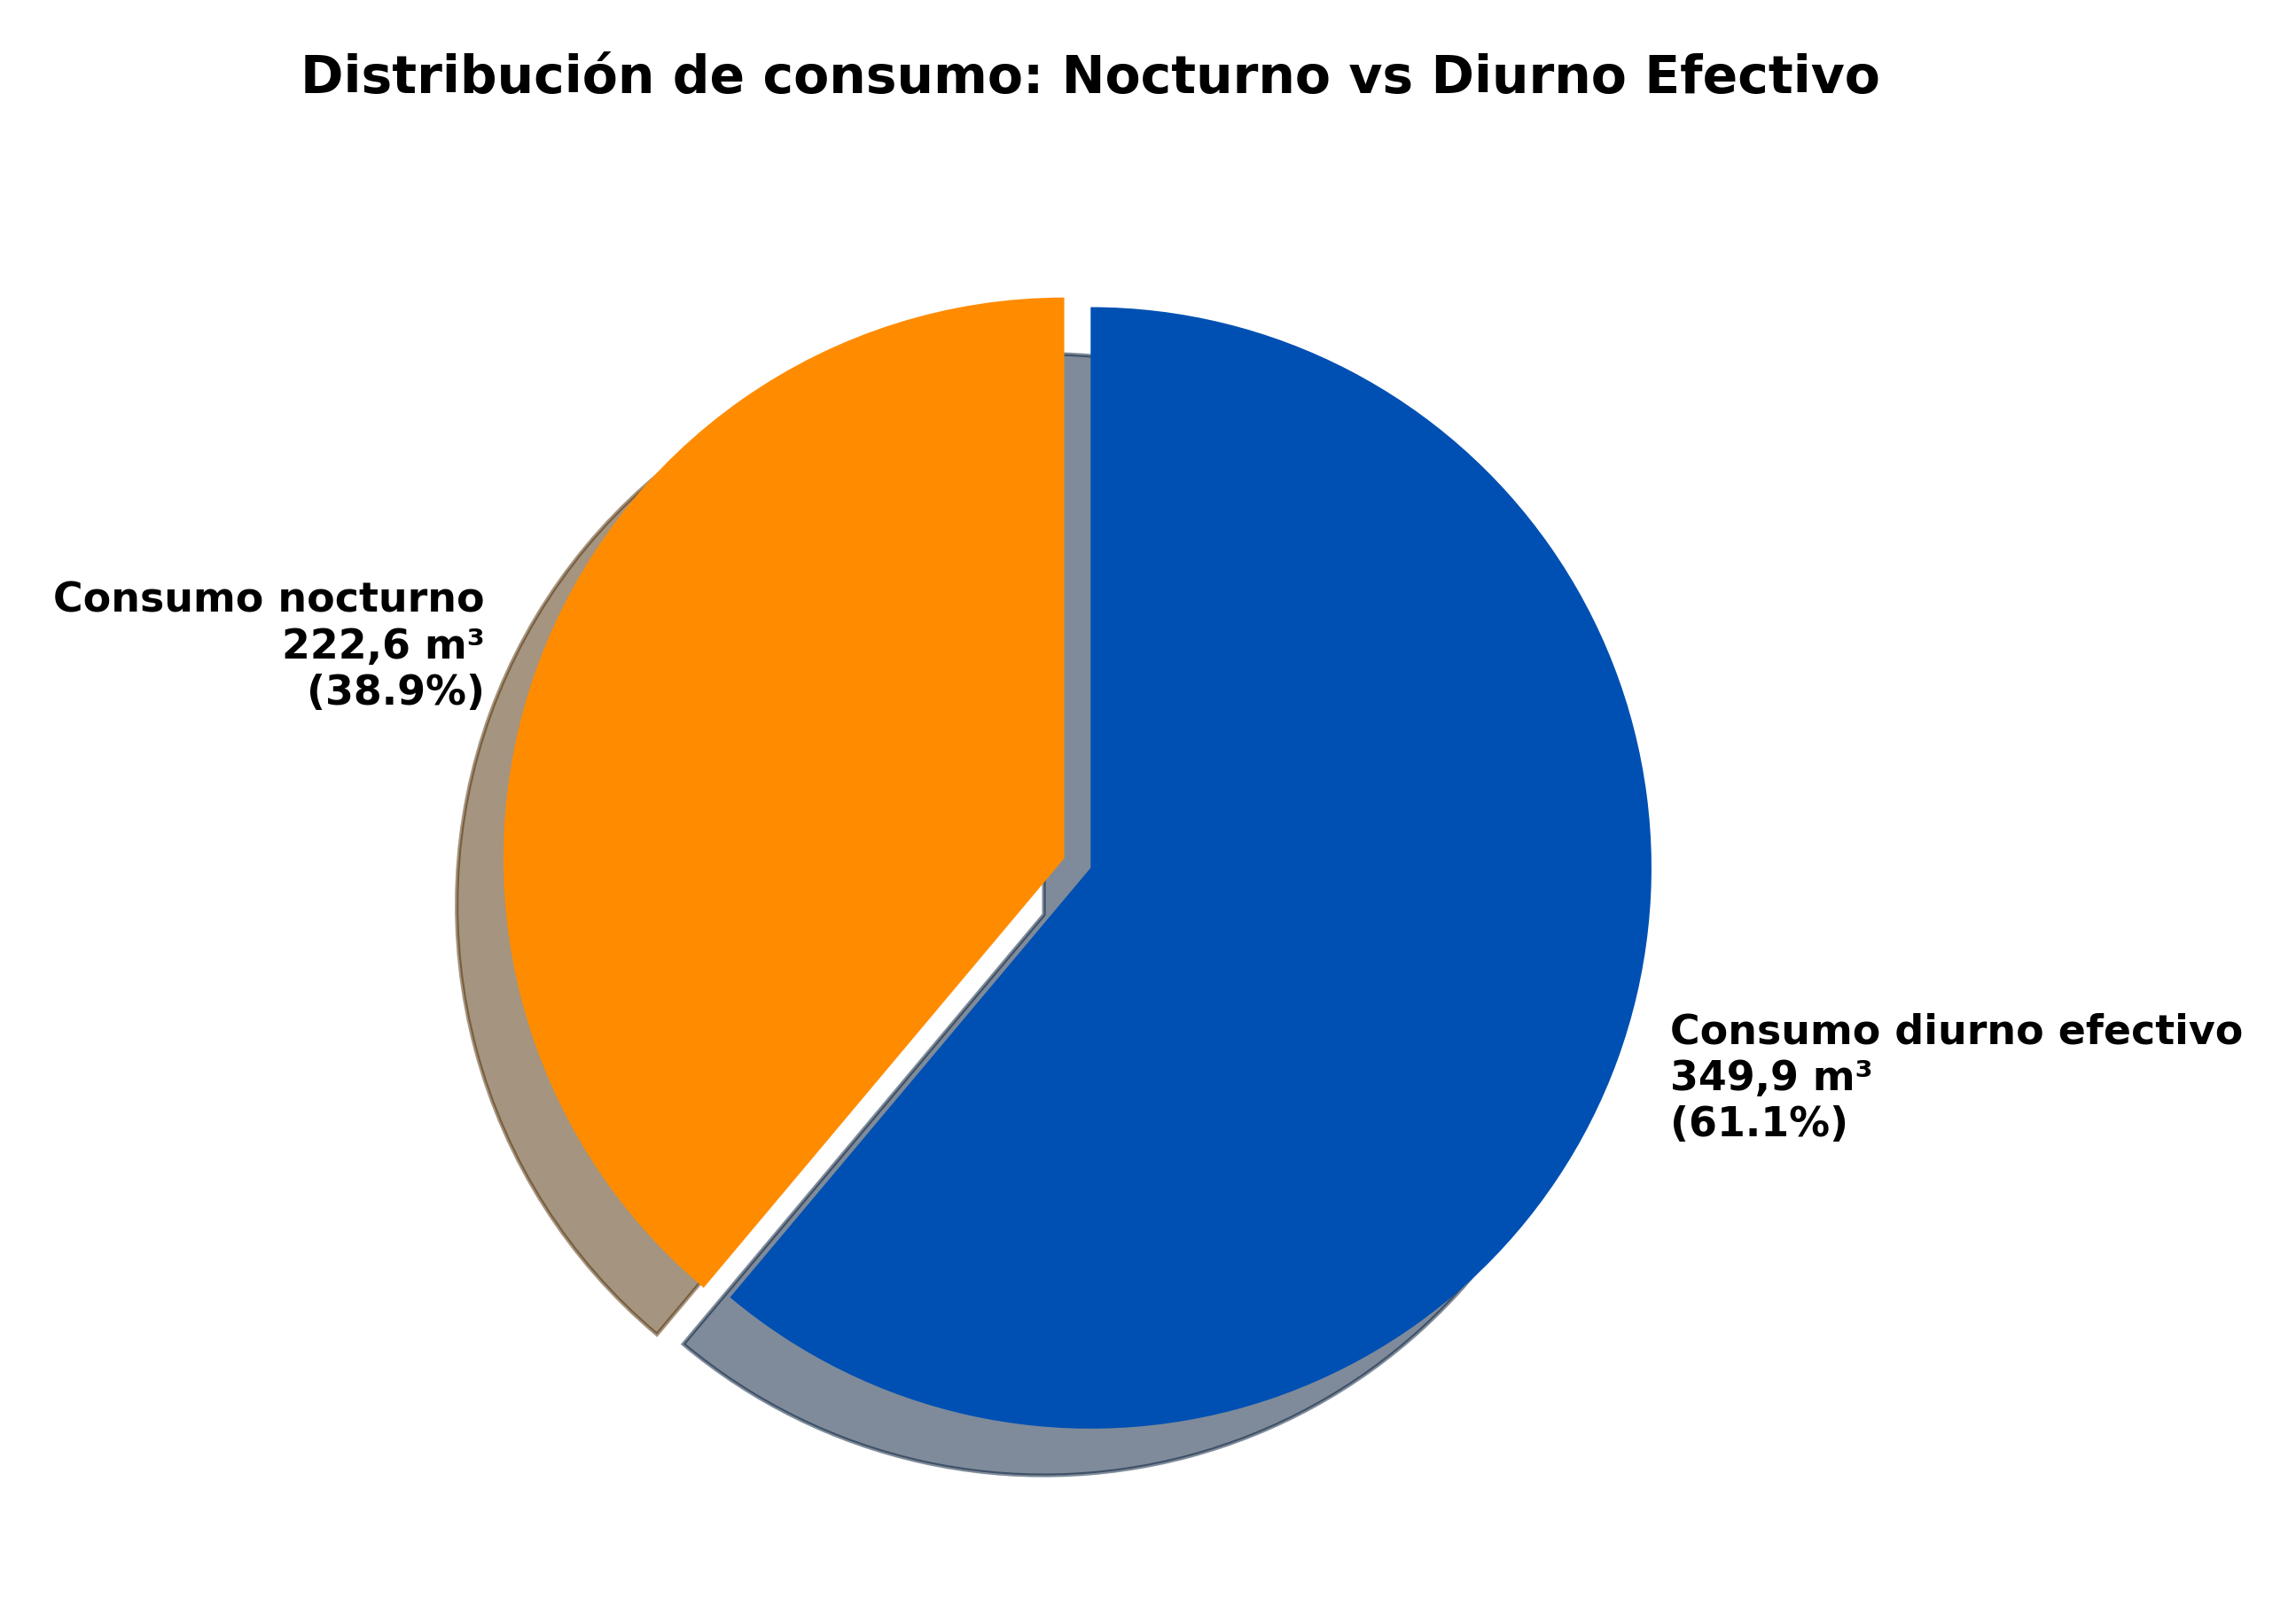 Distribución de consumo: Nocturno vs Diurno Efectivo
Consumo nocturno
222,6 m³
(38.9%)
Consumo diurno efectivo
349,9 m³
(61.1%)